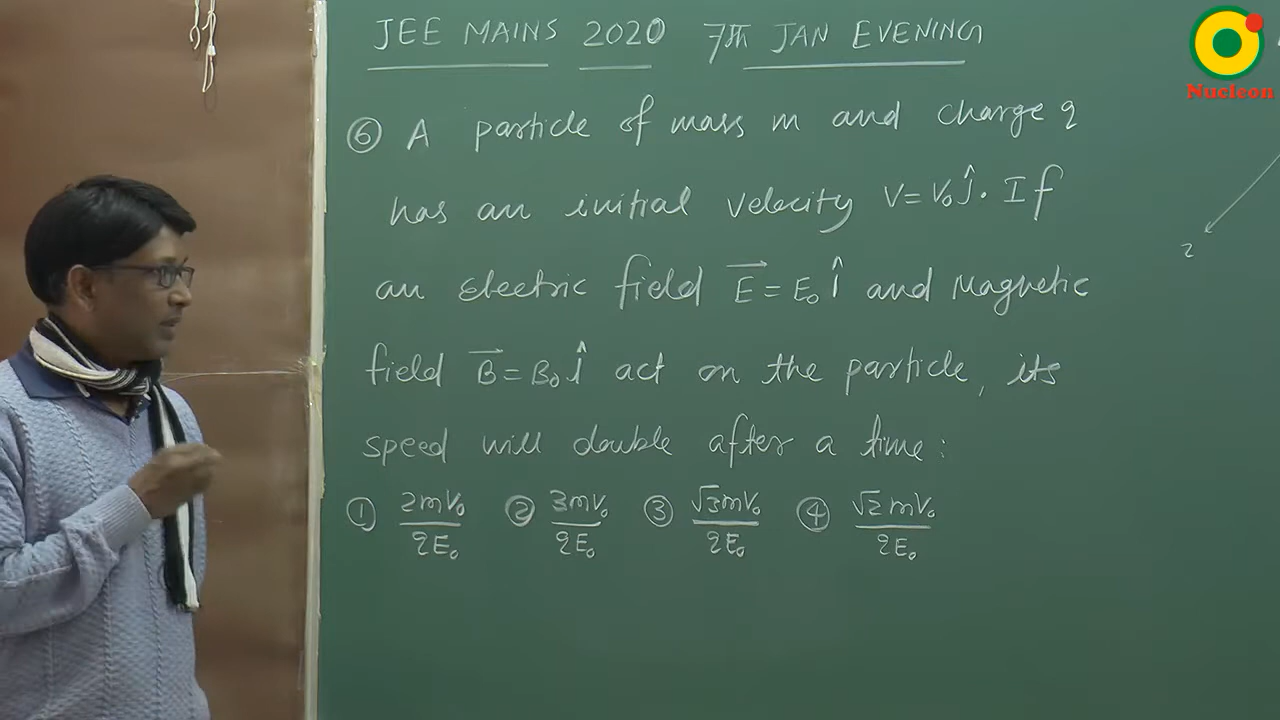 JEE MAINS 2020 7th JAN EVENING
Nucleon
⑥ A particle of mass m and charge q
has an initial velocity V = V₀ĵ. If
an Electric field E⃗ = E₀ î and Magnetic
field B⃗ = B₀ î act on the particle, its
speed will double after a time:
① 2mV₀/qE₀ ② 3mV₀/qE₀ ③ √3mV₀/qE₀ ④ √2mV₀/qE₀
z